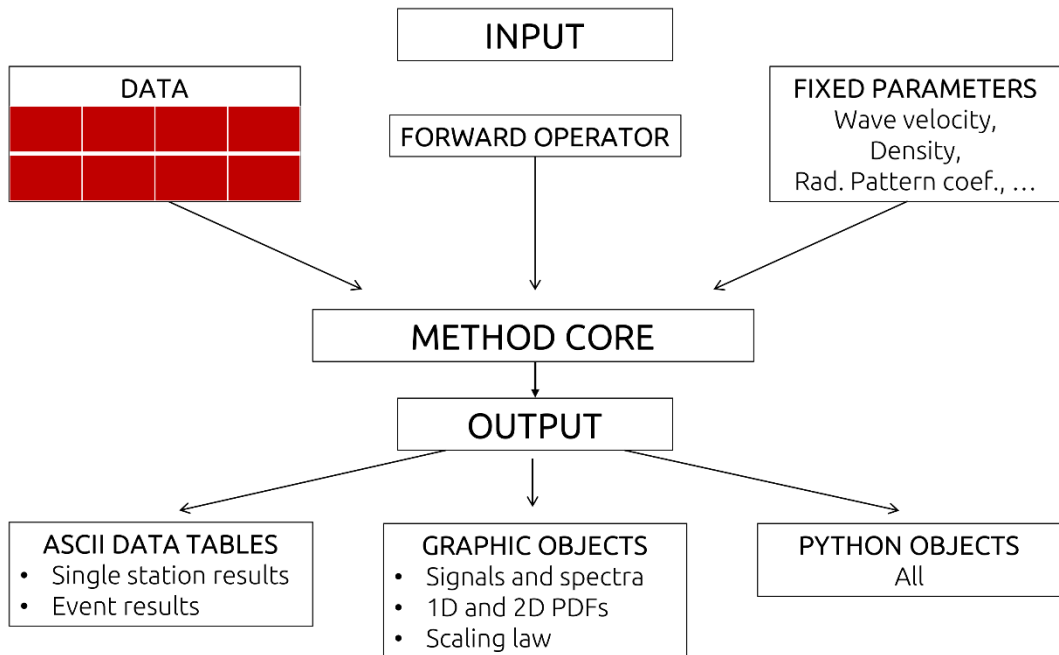 INPUT
DATA
FORWARD OPERATOR
FIXED PARAMETERS
Wave velocity,
Density,
Rad. Pattern coef., …
METHOD CORE
OUTPUT
ASCII DATA TABLES
• Single station results
• Event results
GRAPHIC OBJECTS
• Signals and spectra
• 1D and 2D PDFs
• Scaling law
PYTHON OBJECTS
All